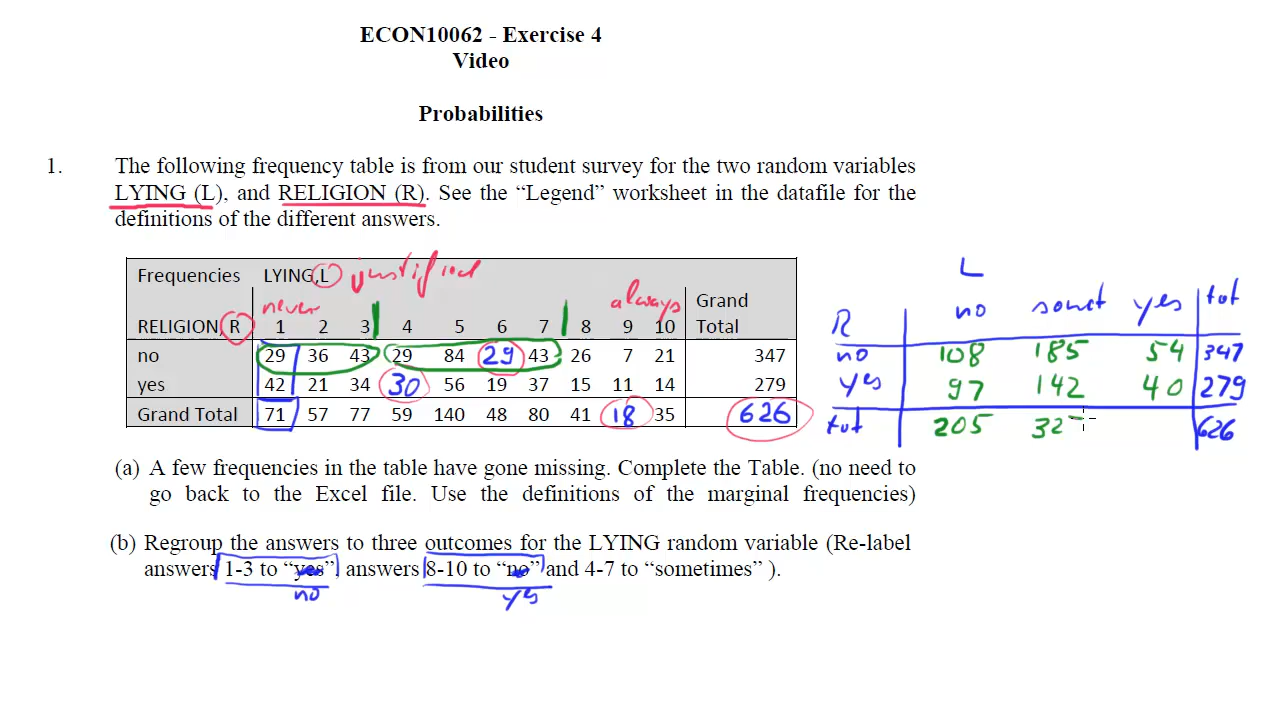 ECON10062 - Exercise 4
Video
Probabilities
1. The following frequency table is from our student survey for the two random variables
LYING (L), and RELIGION (R). See the “Legend” worksheet in the datafile for the
definitions of the different answers.
Frequencies LYING,L justified
never always Grand
RELIGION, R 1 2 3 4 5 6 7 8 9 10 Total
no 29 36 43 29 84 29 43 26 7 21 347
yes 42 21 34 30 56 19 37 15 11 14 279
Grand Total 71 57 77 59 140 48 80 41 18 35 626
L
R no somet yes tot
no 108 185 54 347
yes 97 142 40 279
tot 205 327 626
(a) A few frequencies in the table have gone missing. Complete the Table. (no need to
go back to the Excel file. Use the definitions of the marginal frequencies)
(b) Regroup the answers to three outcomes for the LYING random variable (Re-label
answers 1-3 to “yes”, answers 8-10 to “no” and 4-7 to “sometimes” ).
no yes